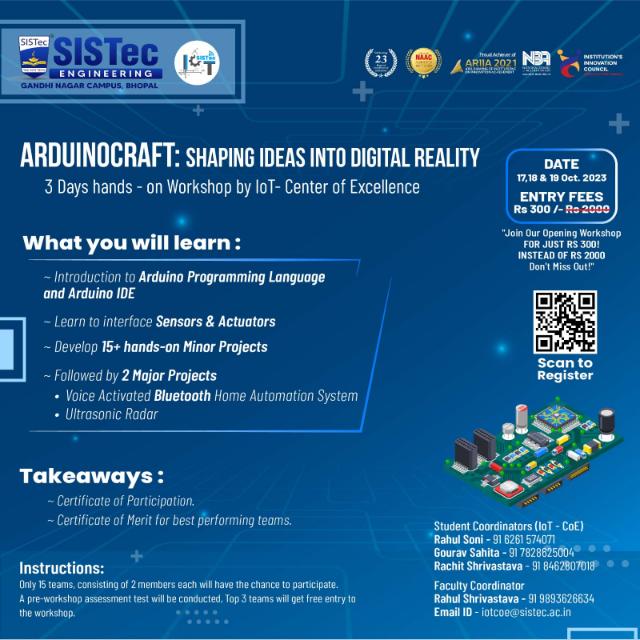 SISTec
SISTec
ENGINEERING
GANDHI NAGAR CAMPUS, BHOPAL
SISTec
IOT
23
NAAC
Proud Achiever of
ARIIA 2021
NBA
INSTITUTION'S
INNOVATION
COUNCIL
ARDUINOCRAFT: SHAPING IDEAS INTO DIGITAL REALITY
3 Days hands - on Workshop by IoT- Center of Excellence
DATE
17,18 & 19 Oct. 2023
ENTRY FEES
Rs 300 /- Rs 2000
"Join Our Opening Workshop
FOR JUST RS 300!
INSTEAD OF RS 2000
Don't Miss Out!"
Scan to
Register
What you will learn :
~ Introduction to Arduino Programming Language
and Arduino IDE
~ Learn to interface Sensors & Actuators
~ Develop 15+ hands-on Minor Projects
~ Followed by 2 Major Projects
• Voice Activated Bluetooth Home Automation System
• Ultrasonic Radar
Takeaways :
~ Certificate of Participation.
~ Certificate of Merit for best performing teams.
Instructions:
Only 15 teams, consisting of 2 members each will have the chance to participate.
A pre-workshop assessment test will be conducted. Top 3 teams will get free entry to
the workshop.
Student Coordinators (IoT - CoE)
Rahul Soni - 91 6261 574071
Gourav Sahita - 91 7828625004
Rachit Shrivastava - 91 8462807018
Faculty Coordinator
Rahul Shrivastava - 91 9893626634
Email ID - iotcoe@sistec.ac.in